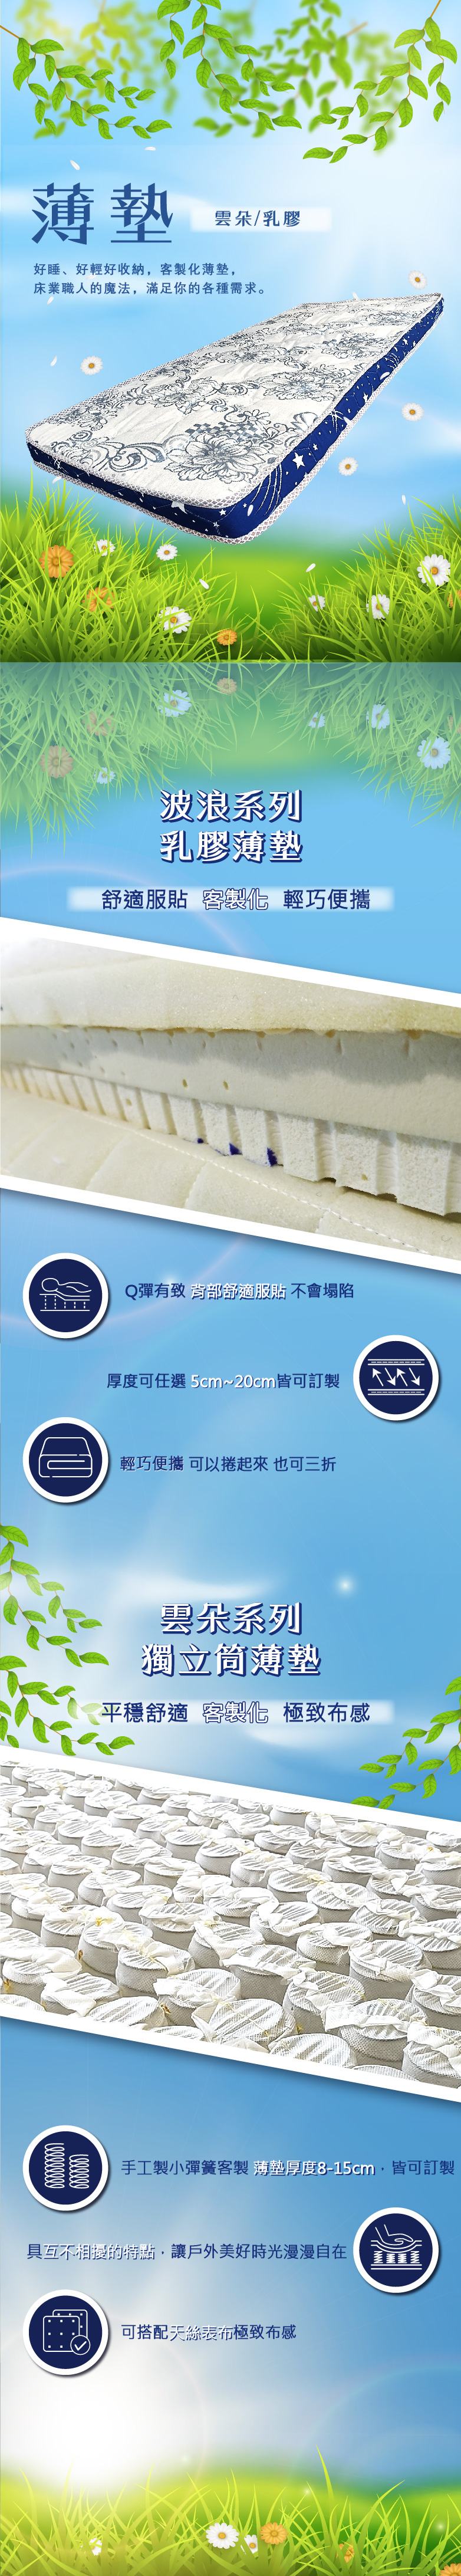 薄墊
雲朵/乳膠
好睡、好輕好收納，客製化薄墊，
床業職人的魔法，滿足你的各種需求。
波浪系列
乳膠薄墊
舒適服貼 客製化 輕巧便攜
Q彈有致 背部舒適服貼 不會塌陷
厚度可任選 5cm~20cm皆可訂製
輕巧便攜 可以捲起來 也可三折
雲朵系列
獨立筒薄墊
平穩舒適 客製化 極致布感
手工製小彈簧客製 薄墊厚度8-15cm，皆可訂製
具互不相擾的特點，讓戶外美好時光漫漫自在
可搭配天絲表布極致布感